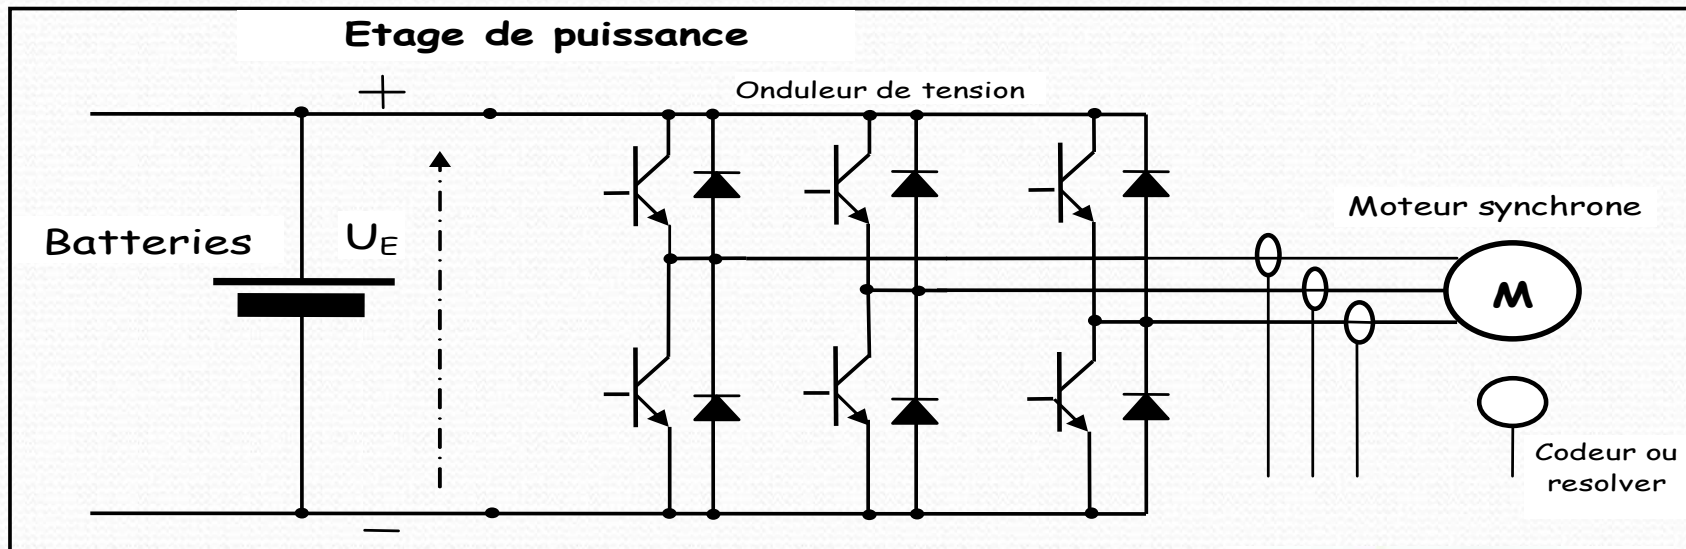 Etage de puissance
+
Onduleur de tension
Moteur synchrone
Batteries
UE
M
Codeur ou
resolver
—